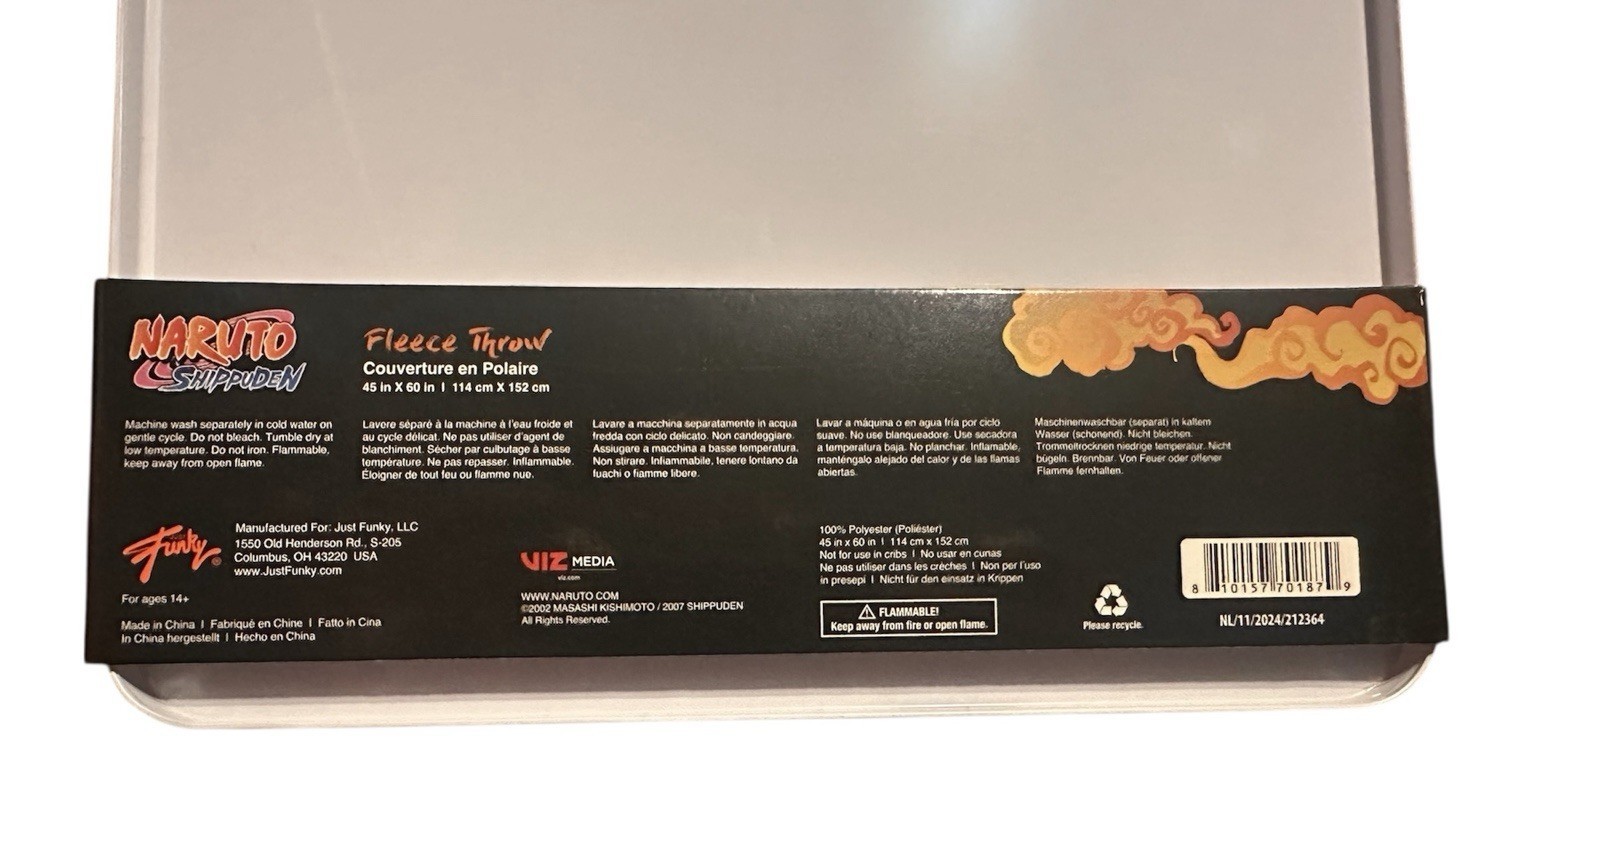 NARUTO
SHIPPUDEN
Fleece Throw
Couverture en Polaire
45 in X 60 in I 114 cm X 152 cm
Machine wash separately in cold water on
gentle cycle. Do not bleach. Tumble dry at
low temperature. Do not iron. Flammable,
keep away from open flame.
Lavere séparé à la machine à l'eau froide et
au cycle délicat. Ne pas utiliser d'agent de
blanchiment. Sécher par culbutage à basse
température. Ne pas repasser. Inflammable.
Éloigner de tout feu ou flamme nue.
Lavare a macchina separatamente in acqua
fredda con ciclo delicato. Non candeggiare.
Assiugare a macchina a basse temperatura.
Non stirare. Infiammabile, tenere lontano da
fuachi o fiamme libere.
Lavar a máquina o en agua fría por ciclo
suave. No use blanqueadore. Use secadora
a temperatura baja. No planchar. Inflamable,
manténgalo alejado del calor y de las llamas
abiertas.
Maschinenwaschbar (separat) in kaltem
Wasser (schonend). Nicht bleichen.
Trommeltrocknen niedrige temperatur. Nicht
bügeln. Brennbar. Von Feuer oder offener
Flamme fernhalten.
Funky
Manufactured For: Just Funky, LLC
1550 Old Henderson Rd., S-205
Columbus, OH 43220 USA
www.JustFunky.com
For ages 14+
Made in China I Fabriqué en Chine I Fatto in Cina
In China hergestellt I Hecho en China
VIZ MEDIA
viz.com
WWW.NARUTO.COM
©2002 MASASHI KISHIMOTO / 2007 SHIPPUDEN
All Rights Reserved.
100% Polyester (Poliéster)
45 in x 60 in I 114 cm x 152 cm
Not for use in cribs I No usar en cunas
Ne pas utiliser dans les crèches I Non per l'uso
in presepi I Nicht für den einsatz in Krippen
FLAMMABLE!
Keep away from fire or open flame.
Please recycle.
8 10157 70187 9
NL/11/2024/212364